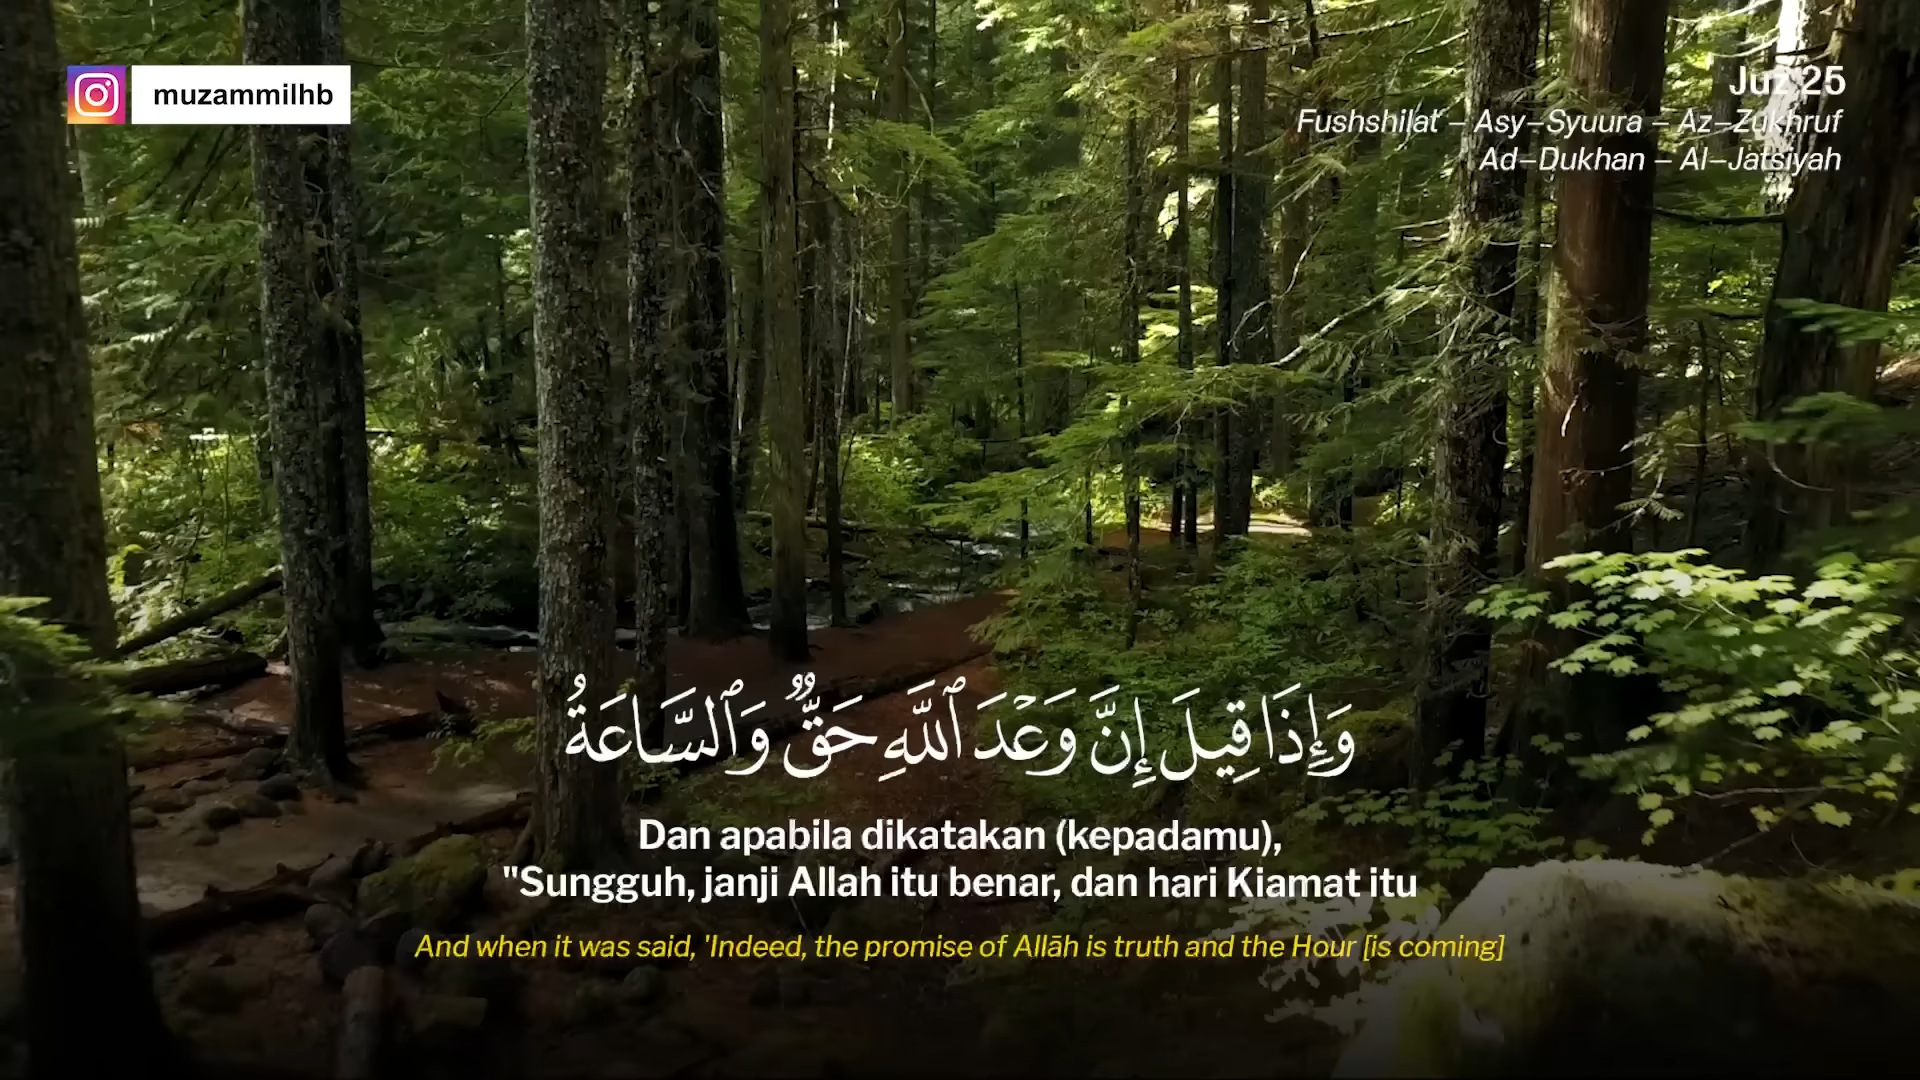 muzammilhb
Juz 25
Fushshilat – Asy–Syuura – Az–Zukhruf
Ad–Dukhan – Al–Jatsiyah
وَإِذَا قِيلَ إِنَّ وَعْدَ ٱللَّهِ حَقٌّ وَٱلسَّاعَةُ
Dan apabila dikatakan (kepadamu),
"Sungguh, janji Allah itu benar, dan hari Kiamat itu
And when it was said, 'Indeed, the promise of Allāh is truth and the Hour [is coming]